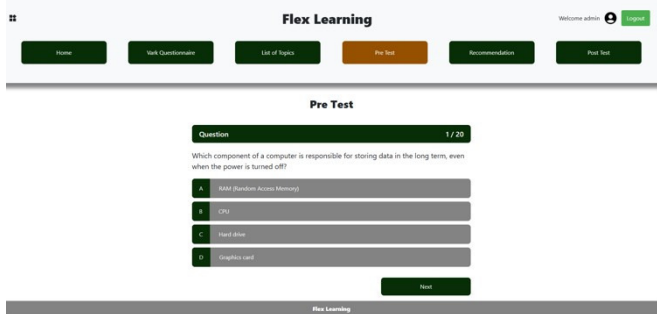 Flex Learning
Welcome admin
Logout
Home
Vark Questionnaire
List of Topics
Pre Test
Recommendation
Post Test
Pre Test
Question 1 / 20
Which component of a computer is responsible for storing data in the long term, even
when the power is turned off?
A RAM (Random Access Memory)
B CPU
C Hard drive
D Graphics card
Next
Flex Learning